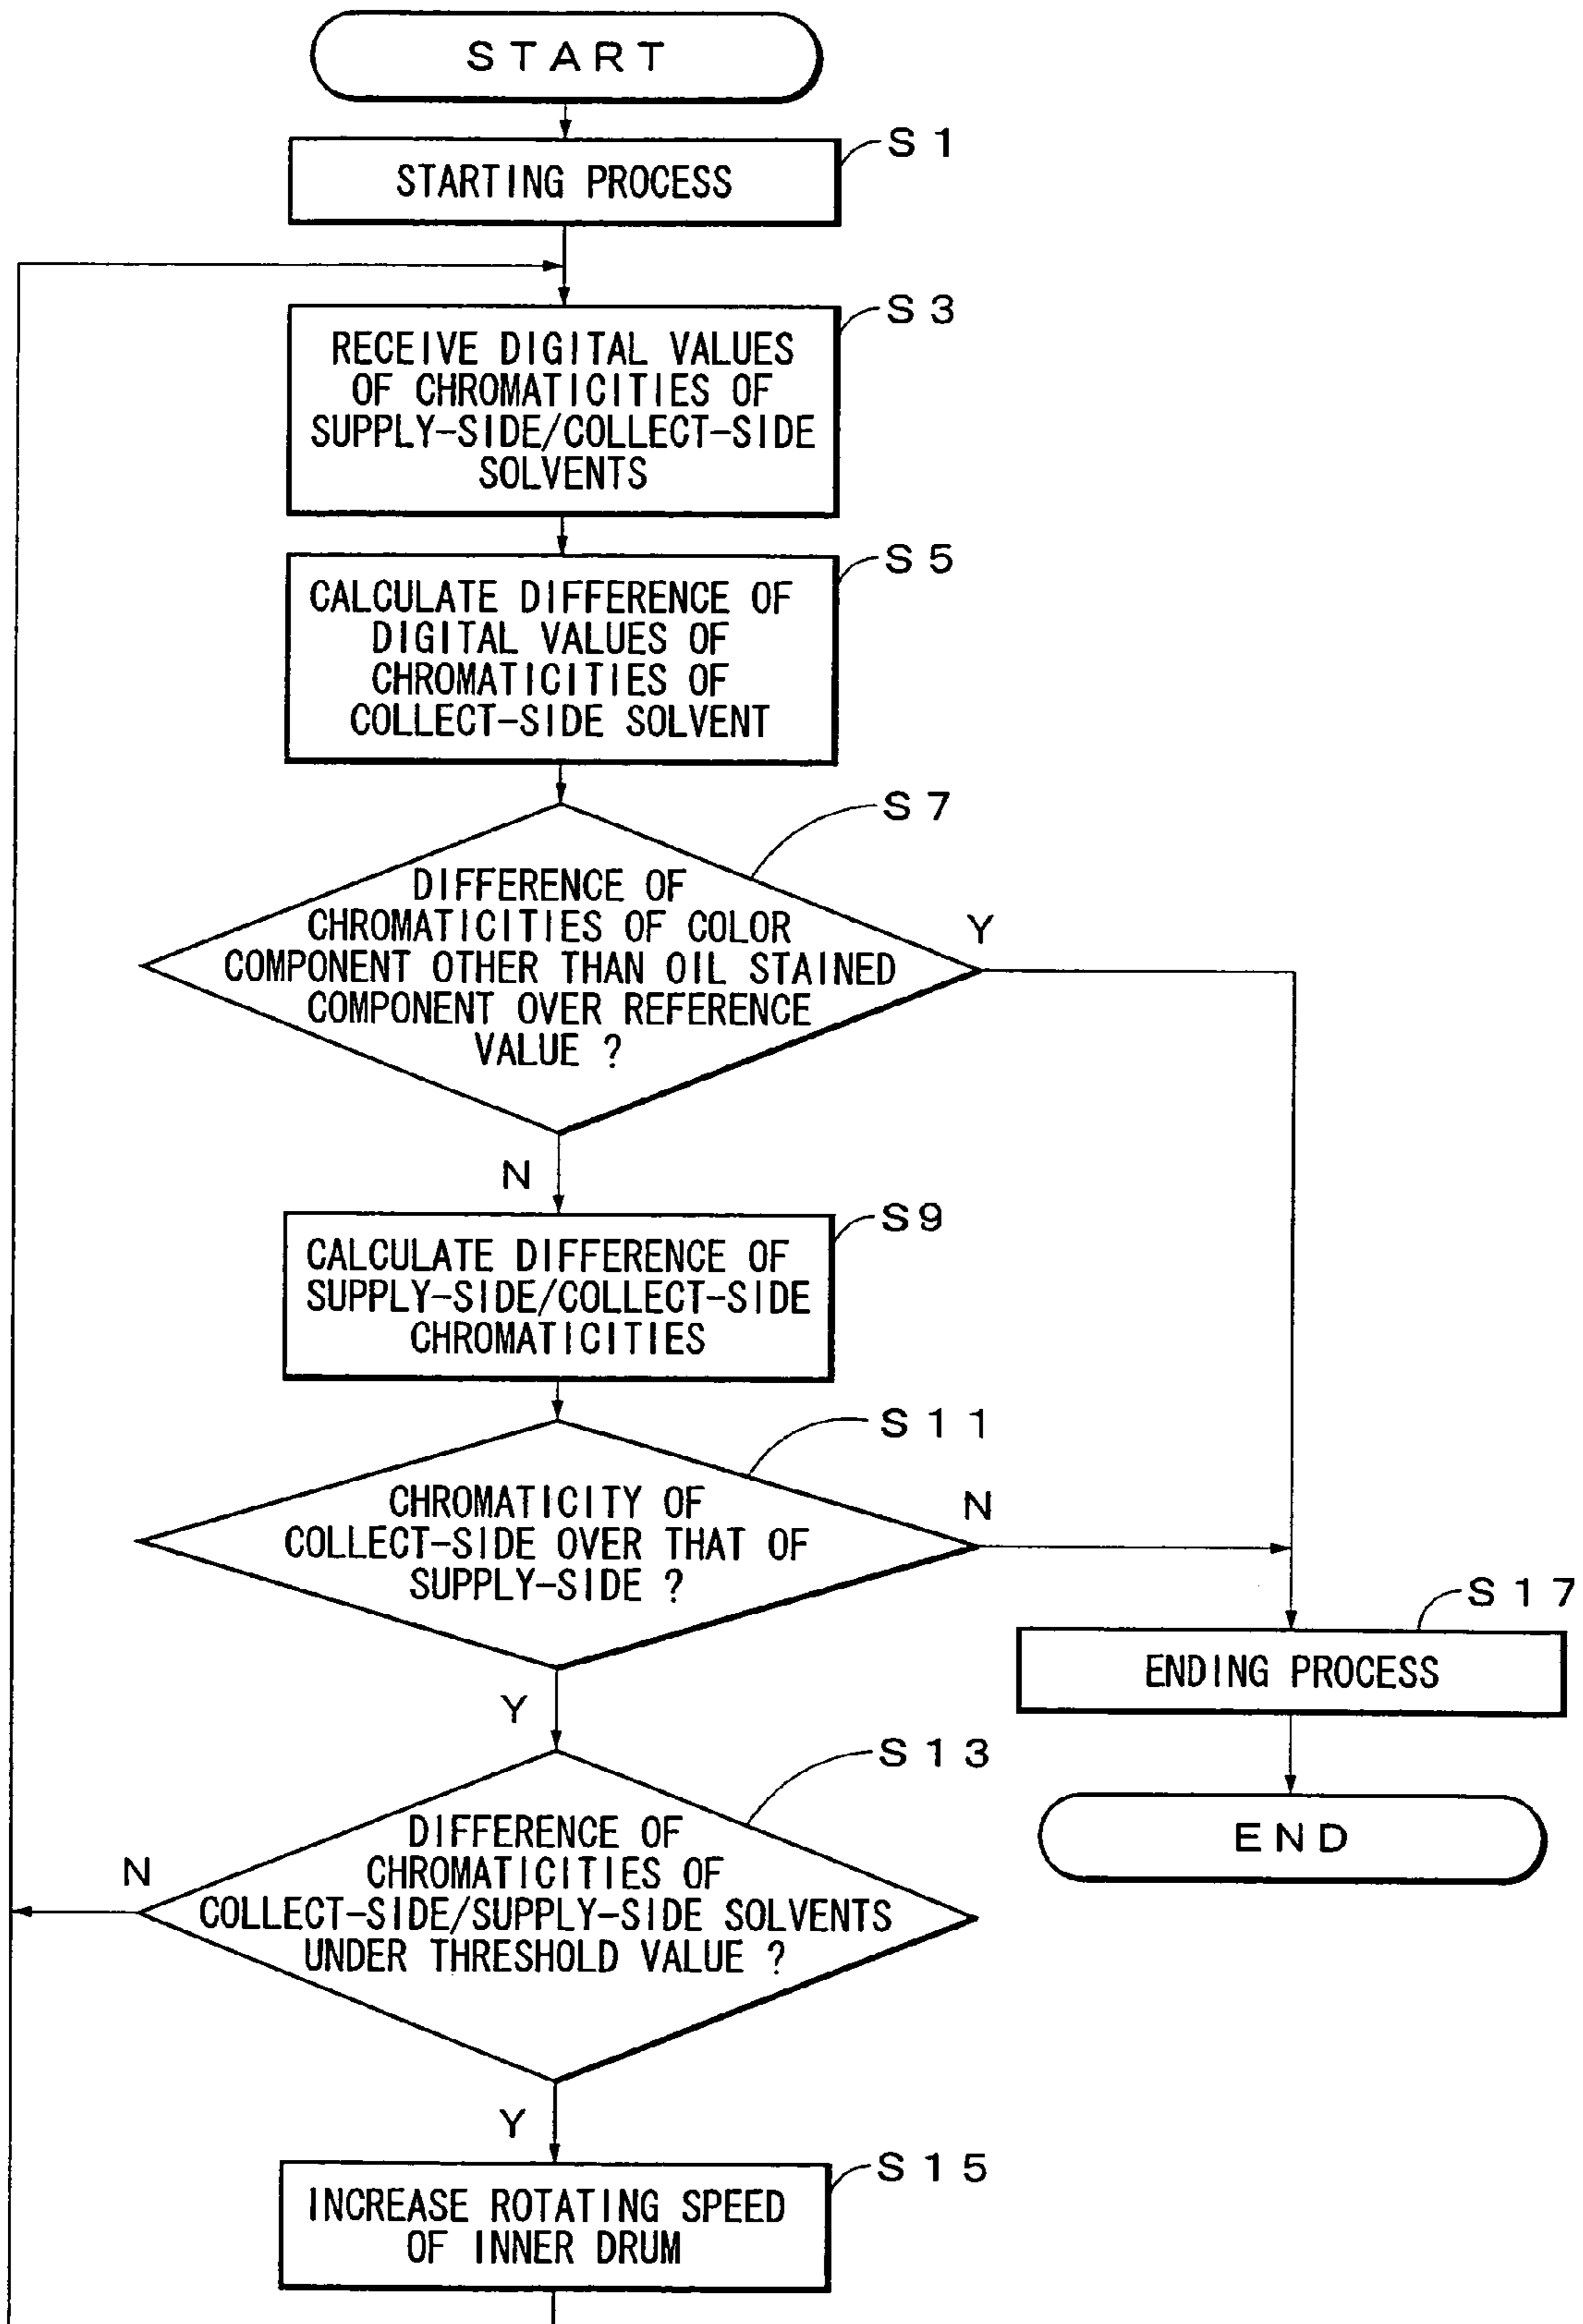 START
S1
STARTING PROCESS
S3
RECEIVE DIGITAL VALUES
OF CHROMATICITIES OF
SUPPLY-SIDE/COLLECT-SIDE
SOLVENTS
S5
CALCULATE DIFFERENCE OF
DIGITAL VALUES OF
CHROMATICITIES OF
COLLECT-SIDE SOLVENT
S7
DIFFERENCE OF
CHROMATICITIES OF COLOR
COMPONENT OTHER THAN OIL STAINED
COMPONENT OVER REFERENCE
VALUE ?
Y
N
S9
CALCULATE DIFFERENCE OF
SUPPLY-SIDE/COLLECT-SIDE
CHROMATICITIES
S11
CHROMATICITY OF
COLLECT-SIDE OVER THAT OF
SUPPLY-SIDE ?
N
Y
S17
ENDING PROCESS
END
S13
DIFFERENCE OF
CHROMATICITIES OF
COLLECT-SIDE/SUPPLY-SIDE SOLVENTS
UNDER THRESHOLD VALUE ?
N
Y
S15
INCREASE ROTATING SPEED
OF INNER DRUM